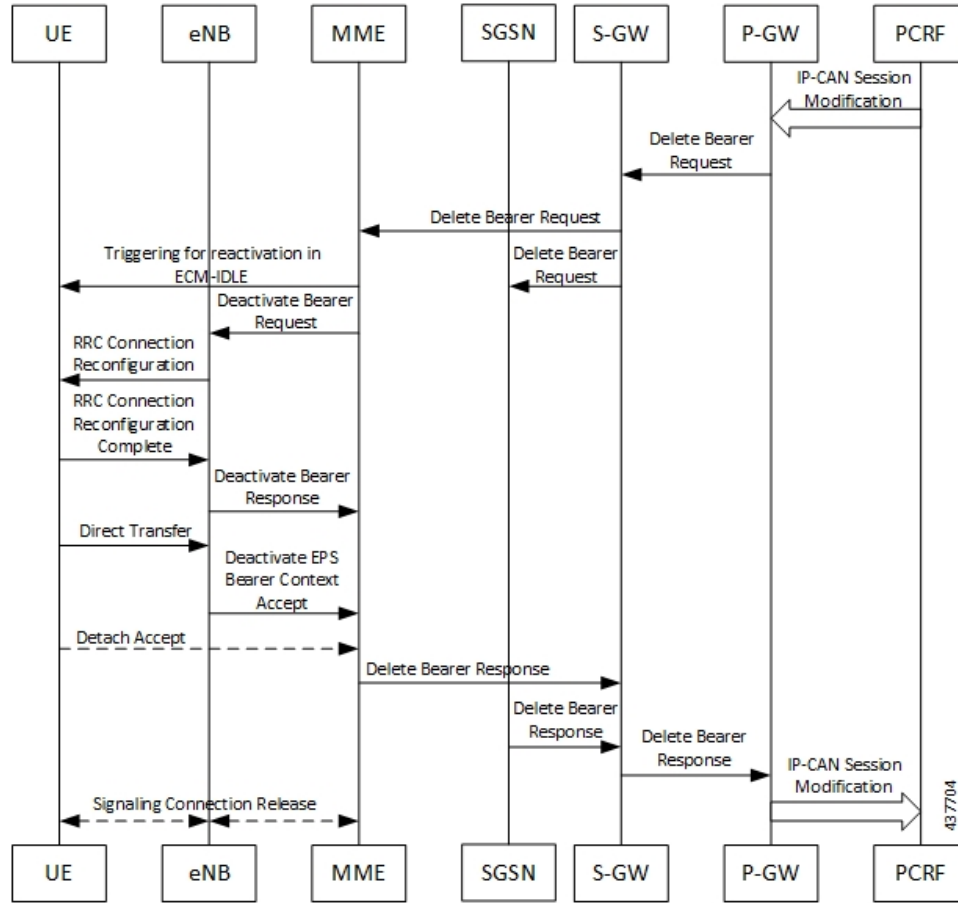 UE
eNB
MME
SGSN
S-GW
P-GW
PCRF
IP-CAN Session
Modification
Delete Bearer
Request
Delete Bearer Request
Triggering for reactivation in
ECM-IDLE
Delete Bearer
Request
Deactivate Bearer
Request
RRC Connection
Reconfiguration
RRC Connection
Reconfiguration
Complete
Deactivate Bearer
Response
Direct Transfer
Deactivate EPS
Bearer Context
Accept
Detach Accept
Delete Bearer Response
Delete Bearer
Response
Delete Bearer
Response
IP-CAN Session
Modification
Signaling Connection Release
437704
UE
eNB
MME
SGSN
S-GW
P-GW
PCRF